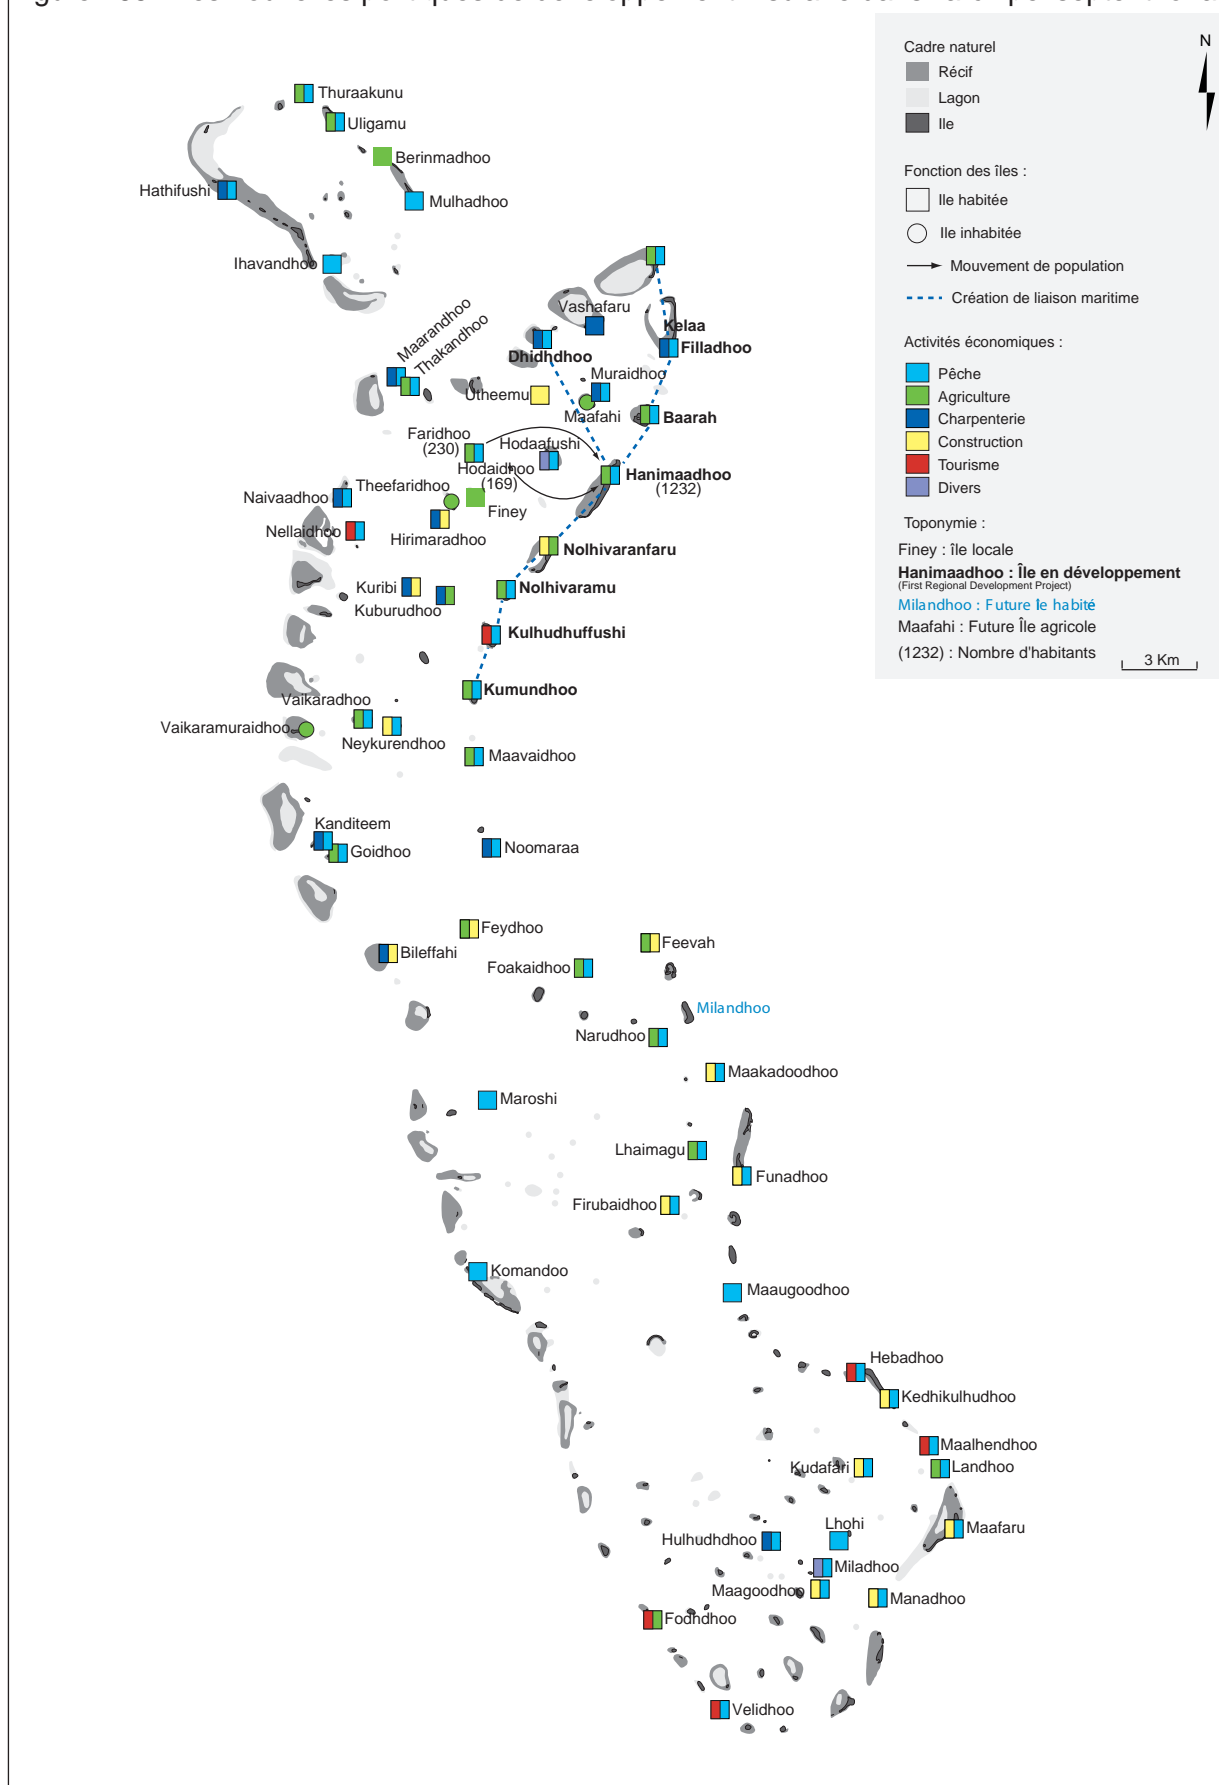 Cadre naturel
N
Récif
Lagon
Ile
Fonction des îles :
Ile habitée
Ile inhabitée
Mouvement de population
Création de liaison maritime
Activités économiques :
Pêche
Agriculture
Charpenterie
Construction
Tourisme
Divers
Toponymie :
Finey : île locale
Hanimaadhoo : Île en développement
(First Regional Development Project)
Milandhoo : Future Ile habité
Maafahi : Future Île agricole
(1232) : Nombre d'habitants
3 Km
Thuraakunu
Uligamu
Berinmadhoo
Hathifushi
Mulhadhoo
Ihavandhoo
Vashafaru
Kelaa
Filladhoo
Dhidhdhoo
Maarandhoo
Thakandhoo
Muraidhoo
Utheemu
Maafahi
Baarah
Faridhoo
(230)
Hodaafushi
Hodaidhoo
(169)
Hanimaadhoo
(1232)
Theefaridhoo
Naivaadhoo
Finey
Nellaidhoo
Hirimaradhoo
Nolhivaranfaru
Kuribi
Kuburudhoo
Nolhivaramu
Kulhudhuffushi
Kumundhoo
Vaikaradhoo
Vaikaramuraidhoo
Neykurendhoo
Maavaidhoo
Kanditeem
Goidhoo
Noomaraa
Feydhoo
Feevah
Bileffahi
Foakaidhoo
Milandhoo
Narudhoo
Maakadoodhoo
Maroshi
Lhaimagu
Funadhoo
Firubaidhoo
Komandoo
Maaugoodhoo
Hebadhoo
Kedhikulhudhoo
Maalhendhoo
Kudafari
Landhoo
Lhohi
Maafaru
Hulhudhdhoo
Miladhoo
Maagoodhoo
Manadhoo
Fodhdhoo
Velidhoo